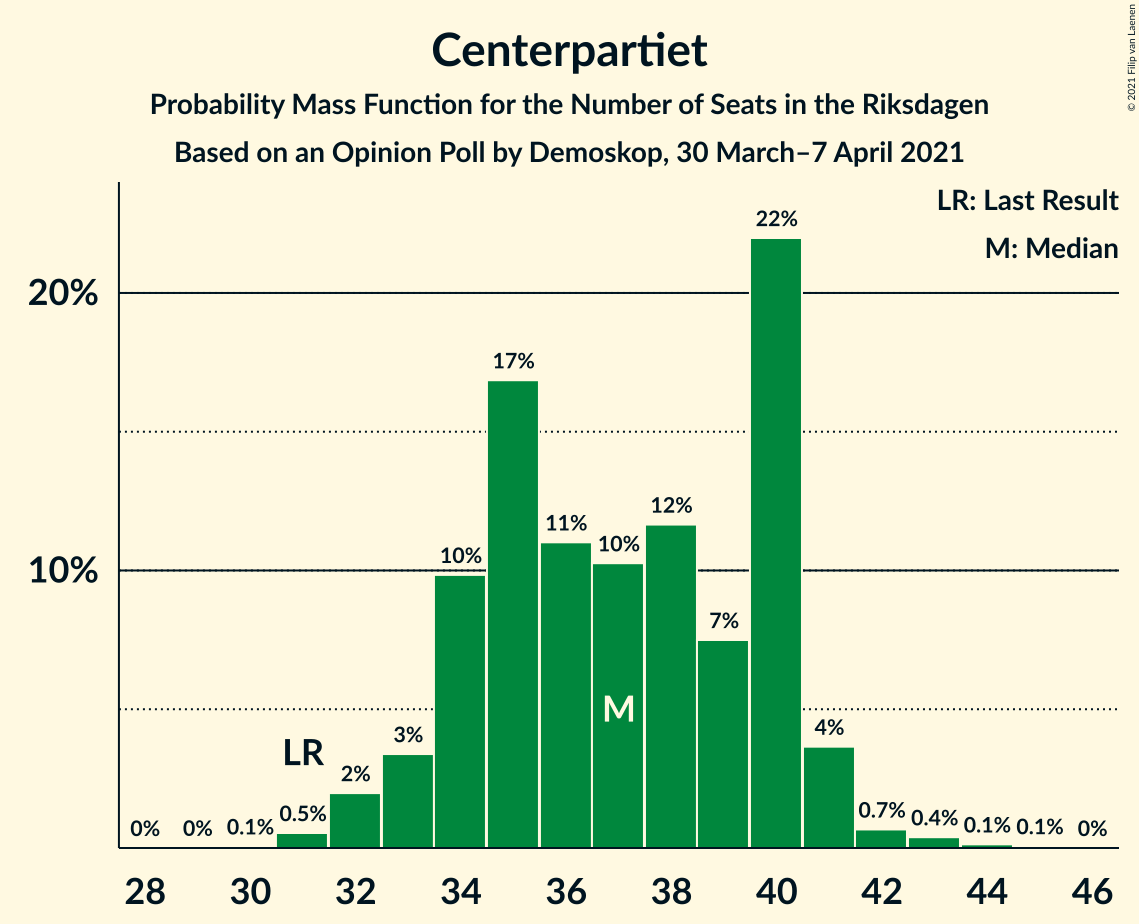 Centerpartiet
Probability Mass Function for the Number of Seats in the Riksdagen
Based on an Opinion Poll by Demoskop, 30 March–7 April 2021
© 2021 Filip van Laenen
LR: Last Result
M: Median
20%
10%
0%
0%
0.1%
0.5%
2%
3%
10%
17%
11%
10%
12%
7%
22%
4%
0.7%
0.4%
0.1%
0.1%
0%
LR
M
28 30 32 34 36 38 40 42 44 46